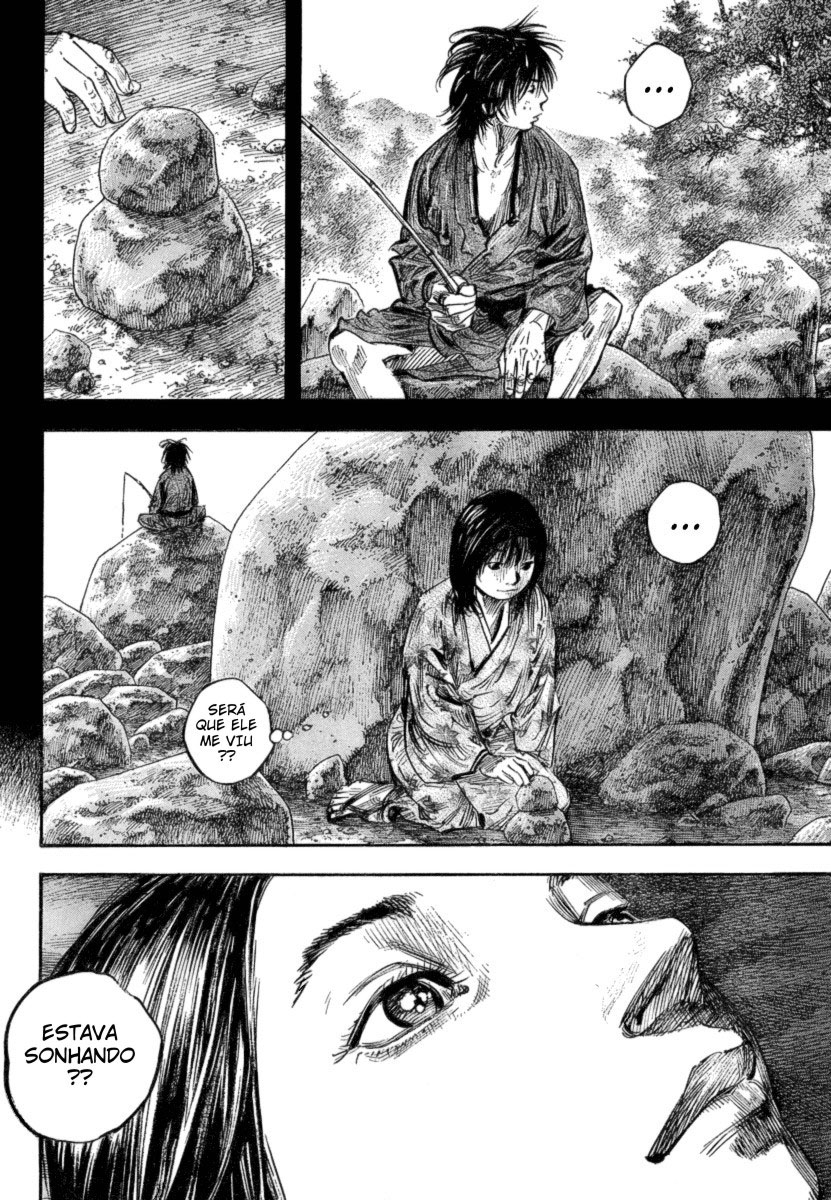 ...
...
SERÁ
QUE ELE
ME VIU
??
ESTAVA
SONHANDO
??